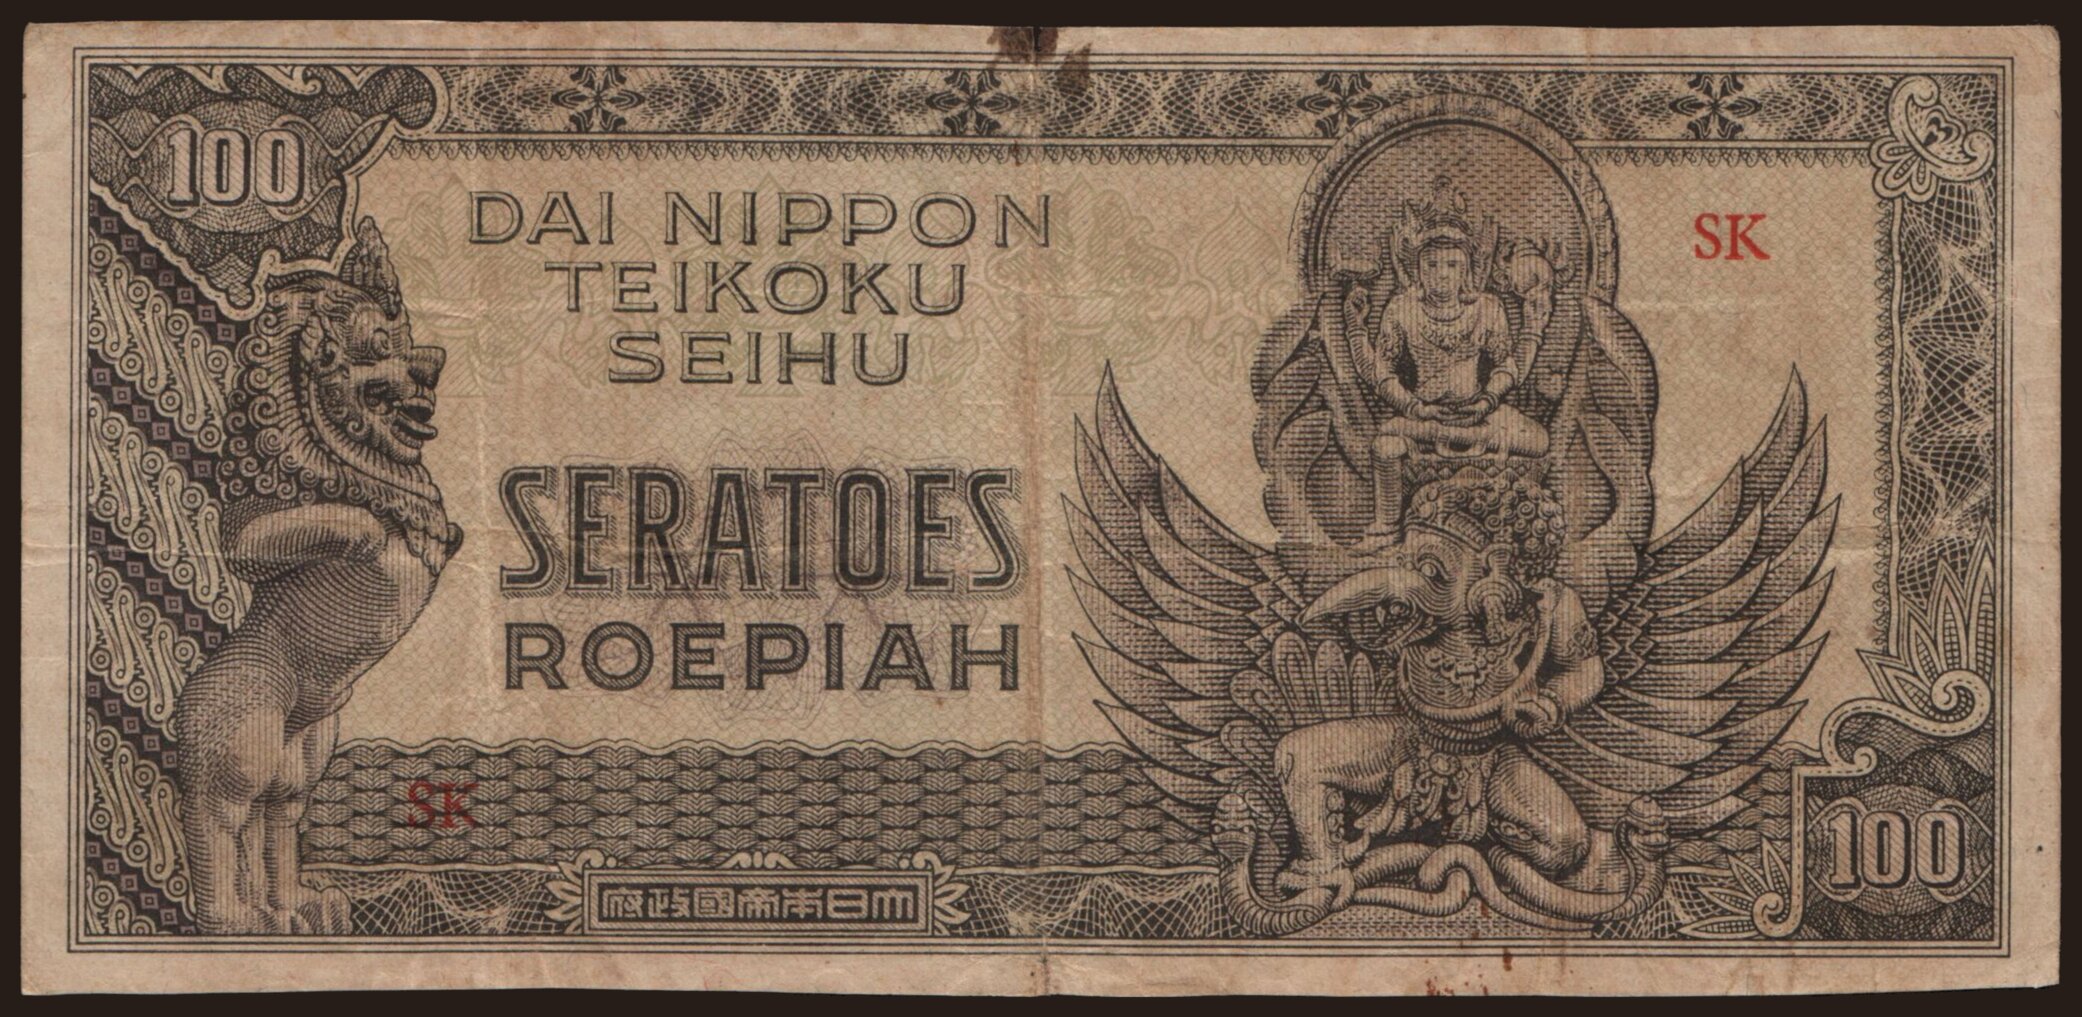 100
DAI NIPPON
TEIKOKU
SEIHU
SK
SERATOES
ROEPIAH
SK
府政國帝本日大
100